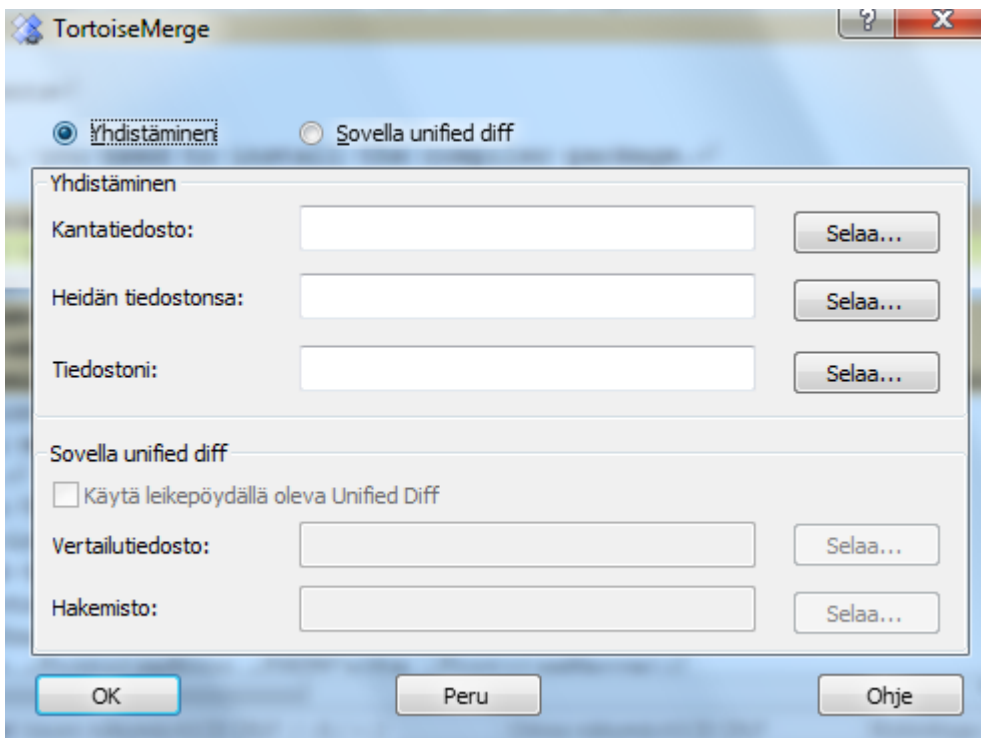 TortoiseMerge
Yhdistäminen Sovella unified diff
Yhdistäminen
Kantatiedosto: Selaa...
Heidän tiedostonsa: Selaa...
Tiedostoni: Selaa...
Sovella unified diff
Käytä leikepöydällä oleva Unified Diff
Vertailutiedosto: Selaa...
Hakemisto: Selaa...
OK Peru Ohje